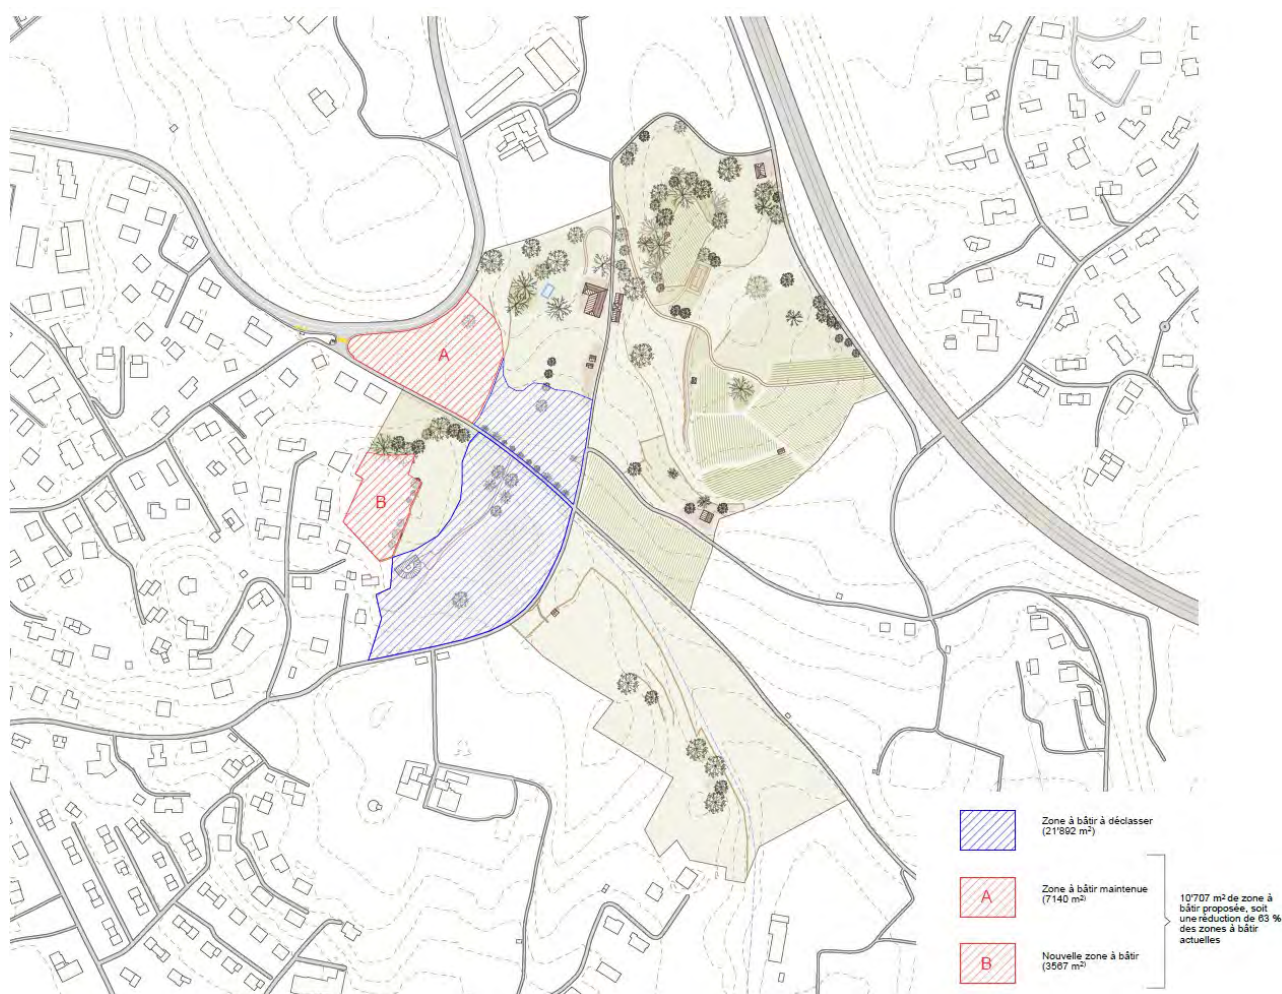 A
B
Zone à bâtir à déclasser
(21'892 m²)
A
Zone à bâtir maintenue
(7140 m²)
B
Nouvelle zone à bâtir
(3567 m²)
10'707 m² de zone à
bâtir proposée, soit
une réduction de 63 %
des zones à bâtir
actuelles